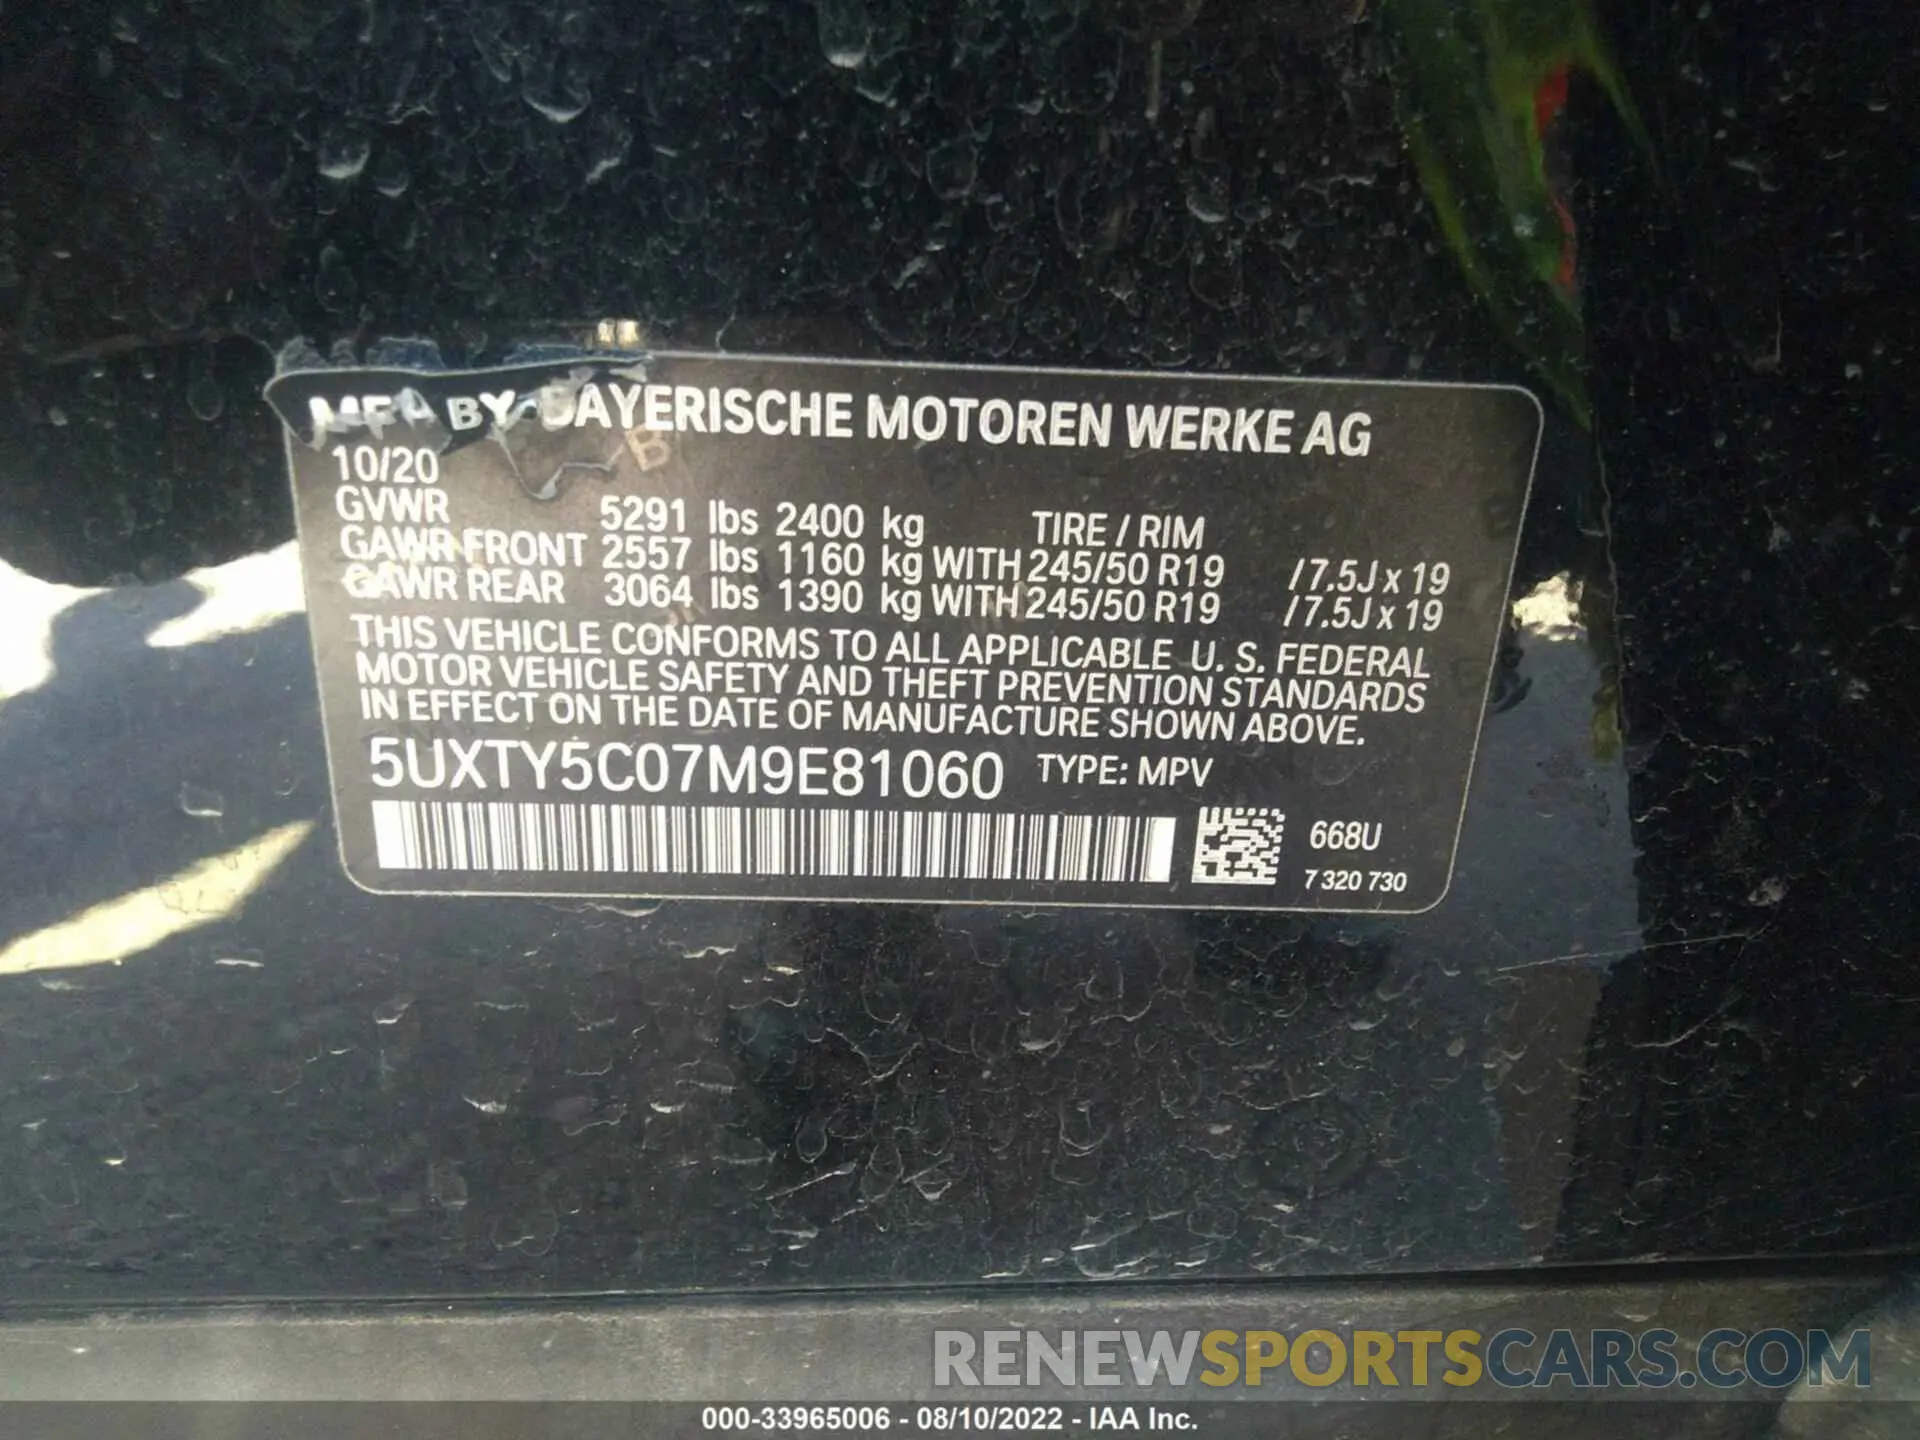 MFR BY BAYERISCHE MOTOREN WERKE AG
10/20
GVWR 5291 lbs 2400 kg TIRE / RIM
GAWR FRONT 2557 lbs 1160 kg WITH 245/50 R19 / 7.5J x 19
GAWR REAR 3064 lbs 1390 kg WITH 245/50 R19 / 7.5J x 19
THIS VEHICLE CONFORMS TO ALL APPLICABLE U. S. FEDERAL
MOTOR VEHICLE SAFETY AND THEFT PREVENTION STANDARDS
IN EFFECT ON THE DATE OF MANUFACTURE SHOWN ABOVE.
5UXTY5C07M9E81060 TYPE: MPV
668U
7 320 730
RENEWSPORTSCARS.COM
000-33965006 - 08/10/2022 - IAA Inc.